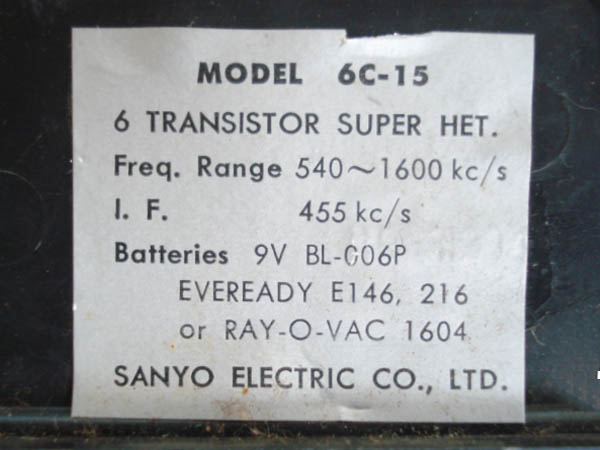 MODEL 6C-15
6 TRANSISTOR SUPER HET.
Freq. Range 540~1600 kc/s
I. F. 455 kc/s
Batteries 9V BL-006P
EVEREADY E146, 216
or RAY-O-VAC 1604
SANYO ELECTRIC CO., LTD.